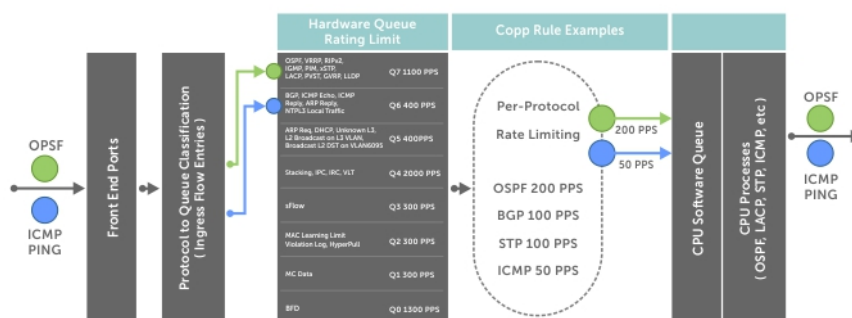 Hardware Queue
Rating Limit
Copp Rule Examples
OPSF
ICMP
PING
Front End Ports
Protocol to Queue Classification
( Ingress Flow Entries )
OSPF, VRRP, RIPv2,
IGMP, PIM, xSTP,
LACP, PVST, GVRP, LLDP
Q7 1100 PPS
BGP, ICMP Echo, ICMP
Reply, ARP Reply,
NTPL3 Local Traffic
Q6 400 PPS
ARP Req, DHCP, Unknown L3,
L2 Broadcast on L3 VLAN,
Broadcast L2 DST on VLAN6095
Q5 400PPS
Stacking, IPC, IRC, VLT
Q4 2000 PPS
sFlow
Q3 300 PPS
MAC Learning Limit
Violation Log, HyperPull
Q2 300 PPS
MC Data
Q1 300 PPS
BFD
Q0 1300 PPS
Per-Protocol
Rate Limiting
OSPF 200 PPS
BGP 100 PPS
STP 100 PPS
ICMP 50 PPS
200 PPS
50 PPS
CPU Software Queue
CPU Processes
( OSPF, LACP, STP, ICMP, etc )
OPSF
ICMP
PING